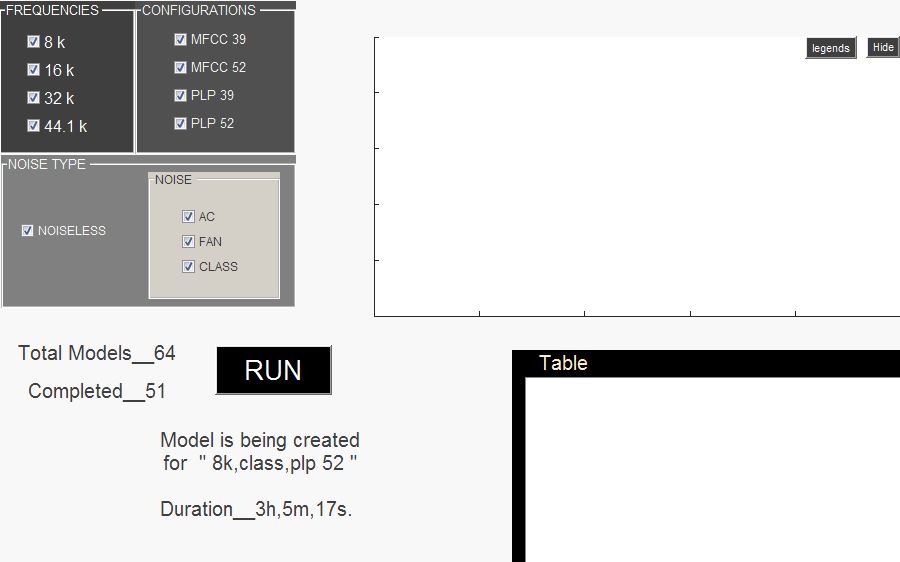 FREQUENCIES
8 k
16 k
32 k
44.1 k
CONFIGURATIONS
MFCC 39
MFCC 52
PLP 39
PLP 52
NOISE TYPE
NOISELESS
NOISE
AC
FAN
CLASS
legends
Hide
Total Models__64
Completed__51
RUN
Model is being created
for " 8k,class,plp 52 "
Duration__3h,5m,17s.
Table